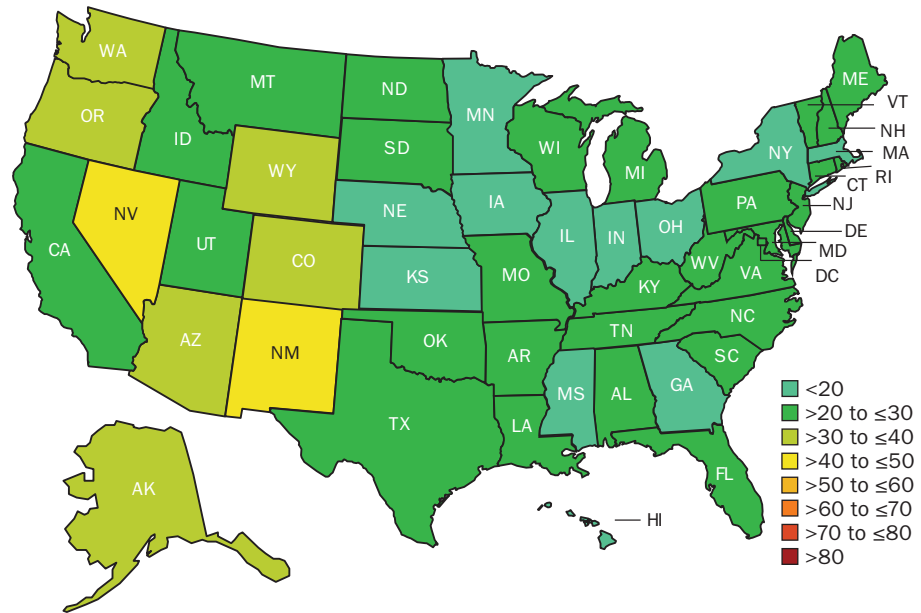 WA
MT
ND
MN
ME
VT
OR
ID
SD
WI
MI
NY
NH
MA
WY
RI
CT
NV
NE
IA
PA
NJ
CA
UT
CO
IL
IN
OH
DE
MD
KS
MO
WV
VA
DC
KY
AZ
NM
OK
TN
NC
AR
SC
MS
AL
GA
TX
LA
FL
AK
HI
<20
>20 to ≤30
>30 to ≤40
>40 to ≤50
>50 to ≤60
>60 to ≤70
>70 to ≤80
>80